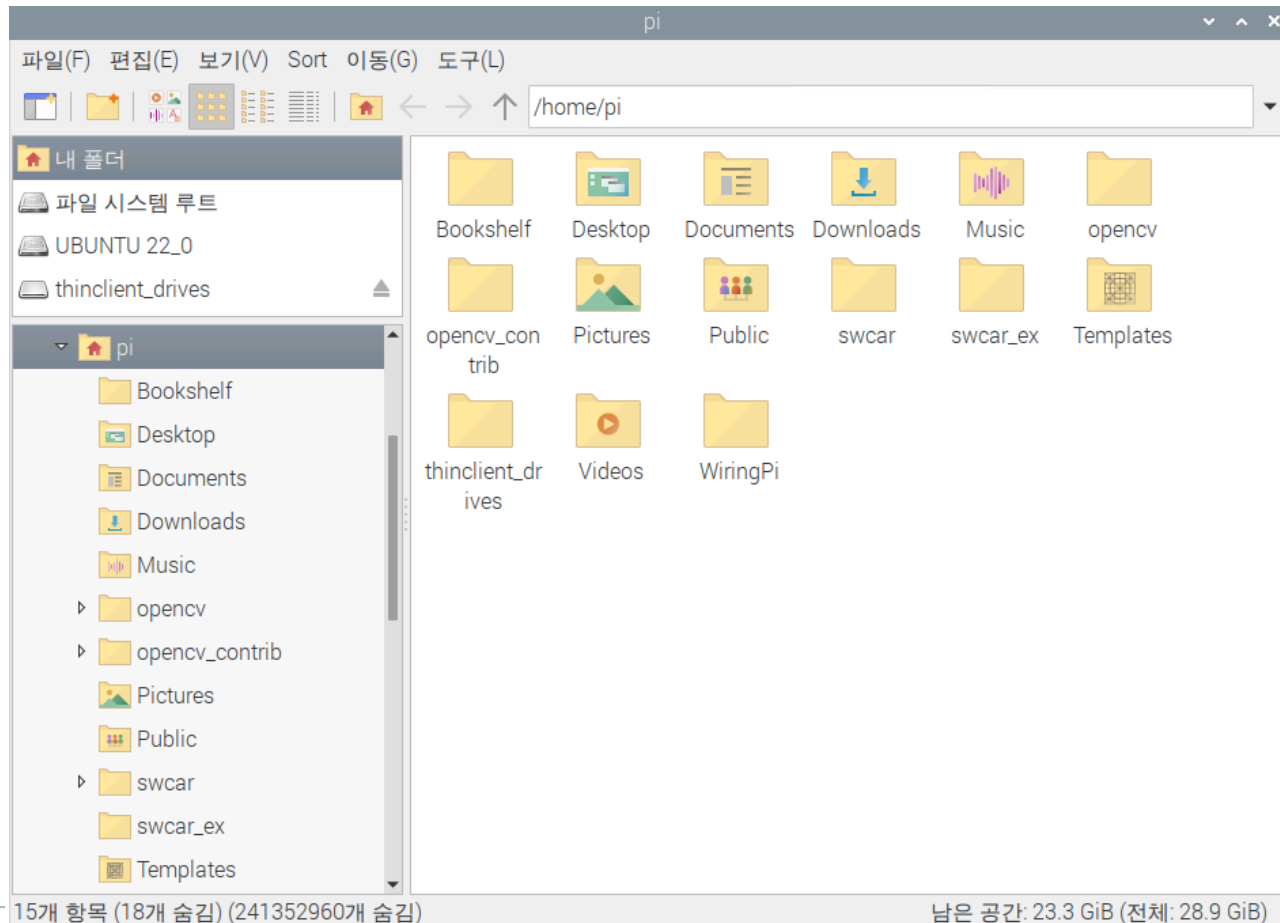 pi
파일(F) 편집(E) 보기(V) Sort 이동(G) 도구(L)
/home/pi
내 폴더
파일 시스템 루트
UBUNTU 22_0
thinclient_drives
pi
Bookshelf
Desktop
Documents
Downloads
Music
opencv
opencv_contrib
Pictures
Public
swcar
swcar_ex
Templates
Bookshelf Desktop Documents Downloads Music opencv
opencv_con Pictures Public swcar swcar_ex Templates
trib
thinclient_dr Videos WiringPi
ives
15개 항목 (18개 숨김) (241352960개 숨김) 남은 공간: 23.3 GiB (전체: 28.9 GiB)